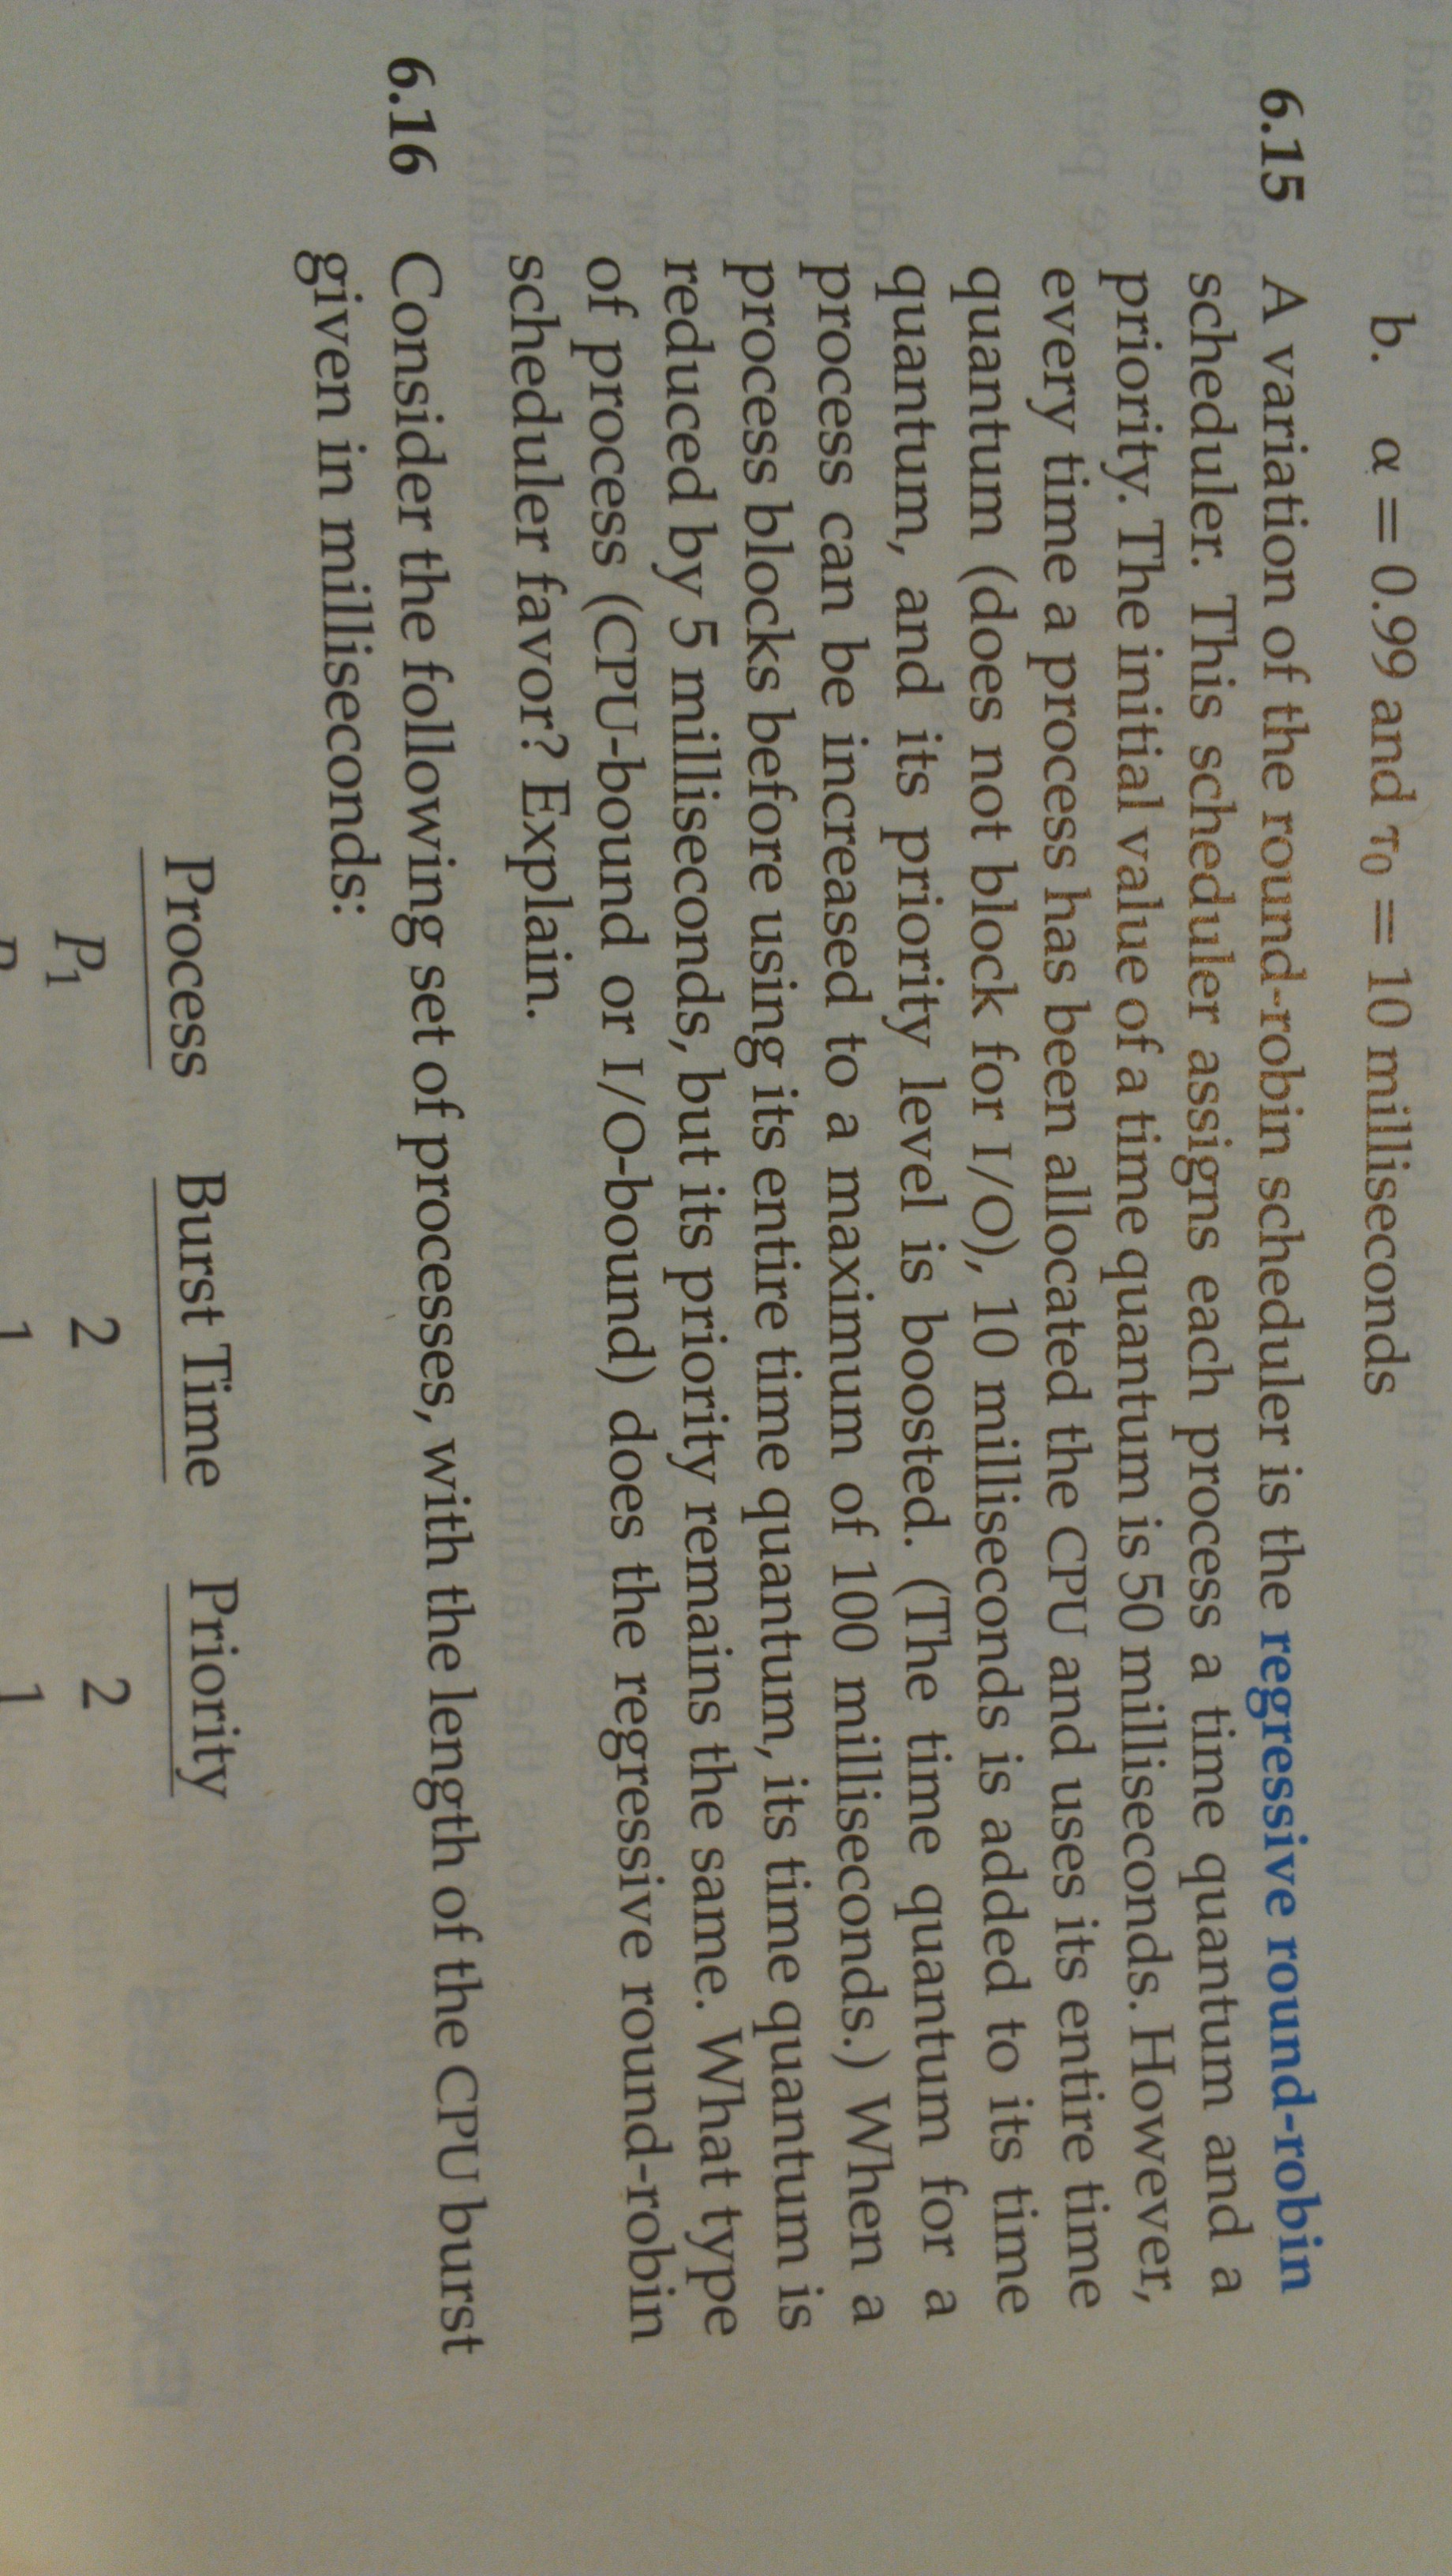 b. α = 0.99 and τ0 = 10 milliseconds
6.15 A variation of the round-robin scheduler is the regressive round-robin
scheduler. This scheduler assigns each process a time quantum and a
priority. The initial value of a time quantum is 50 milliseconds. However,
every time a process has been allocated the CPU and uses its entire time
quantum (does not block for I/O), 10 milliseconds is added to its time
quantum, and its priority level is boosted. (The time quantum for a
process can be increased to a maximum of 100 milliseconds.) When a
process blocks before using its entire time quantum, its time quantum is
reduced by 5 milliseconds, but its priority remains the same. What type
of process (CPU-bound or I/O-bound) does the regressive round-robin
scheduler favor? Explain.
6.16 Consider the following set of processes, with the length of the CPU burst
given in milliseconds:
Process Burst Time Priority
P1 2 2
1 1